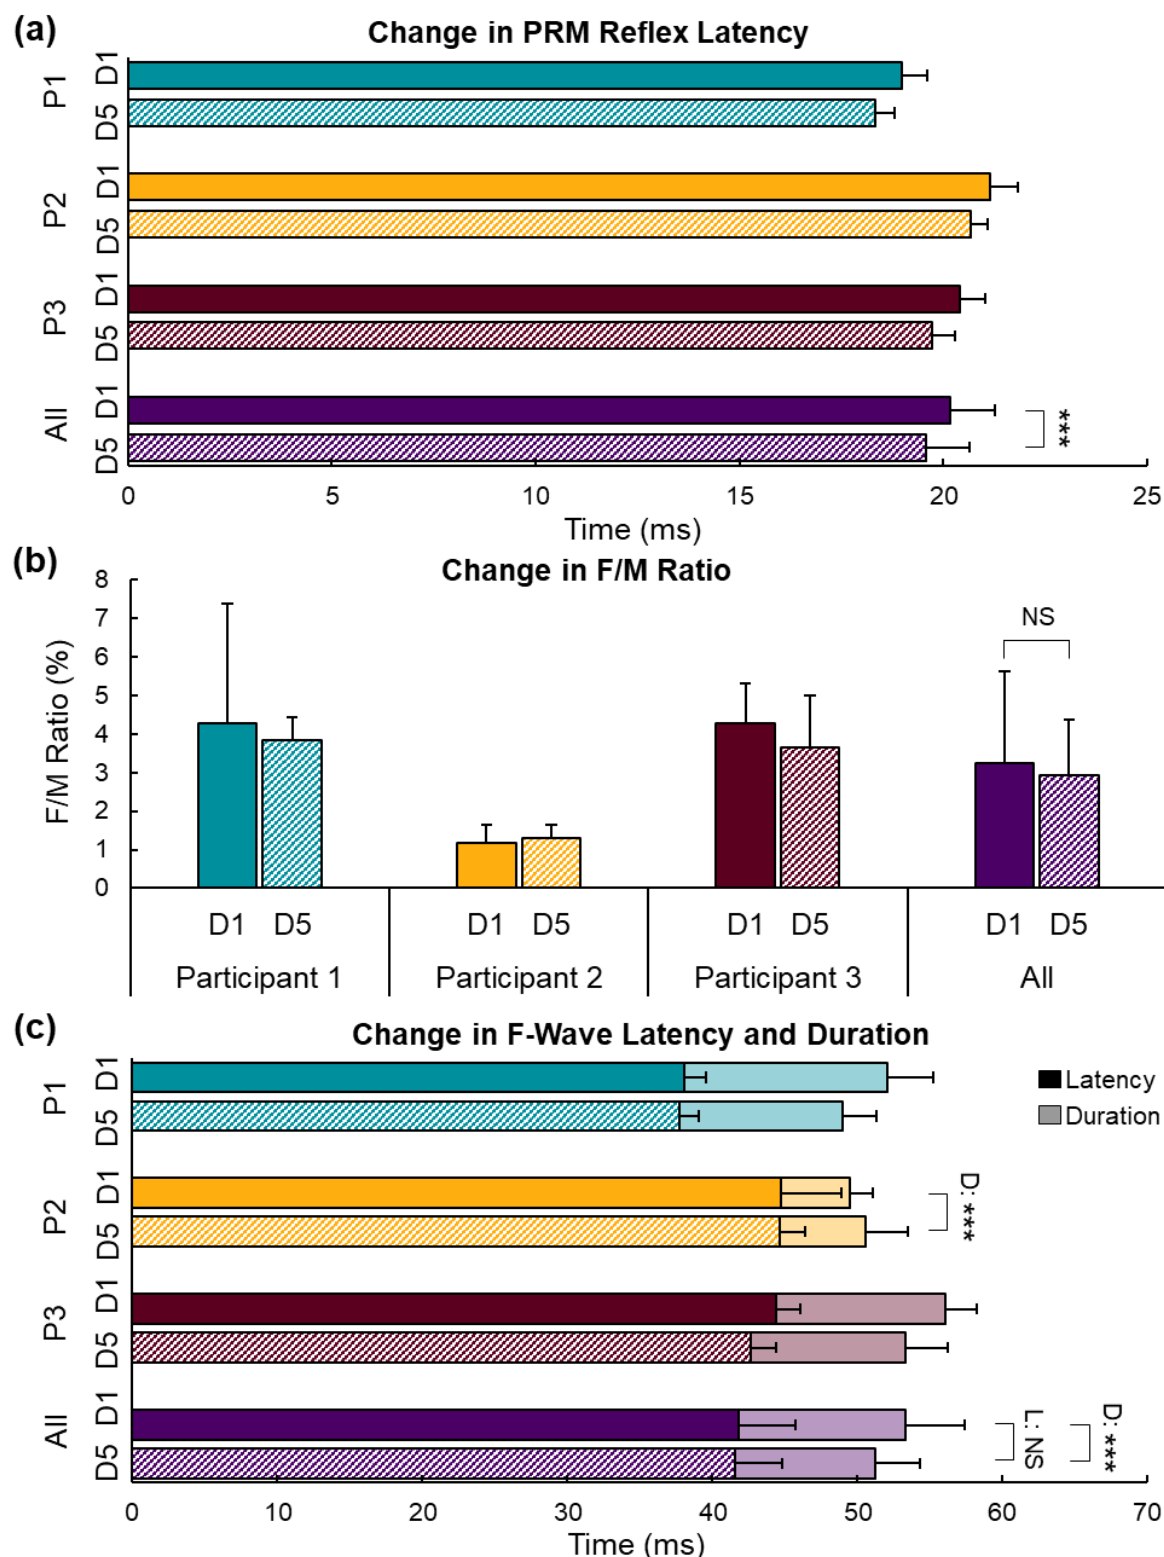 (a)
Change in PRM Reflex Latency
P1
D1
D5
P2
D1
D5
P3
D1
D5
All
D1
D5
***
0 5 10 15 20 25
Time (ms)
(b)
Change in F/M Ratio
F/M Ratio (%)
8
7
6
5
4
3
2
1
0
NS
D1 D5 D1 D5 D1 D5 D1 D5
Participant 1 Participant 2 Participant 3 All
(c)
Change in F-Wave Latency and Duration
Latency
Duration
P1
D1
D5
P2
D1
D5
D: ***
P3
D1
D5
All
D1
D5
L: NS
D: ***
0 10 20 30 40 50 60 70
Time (ms)